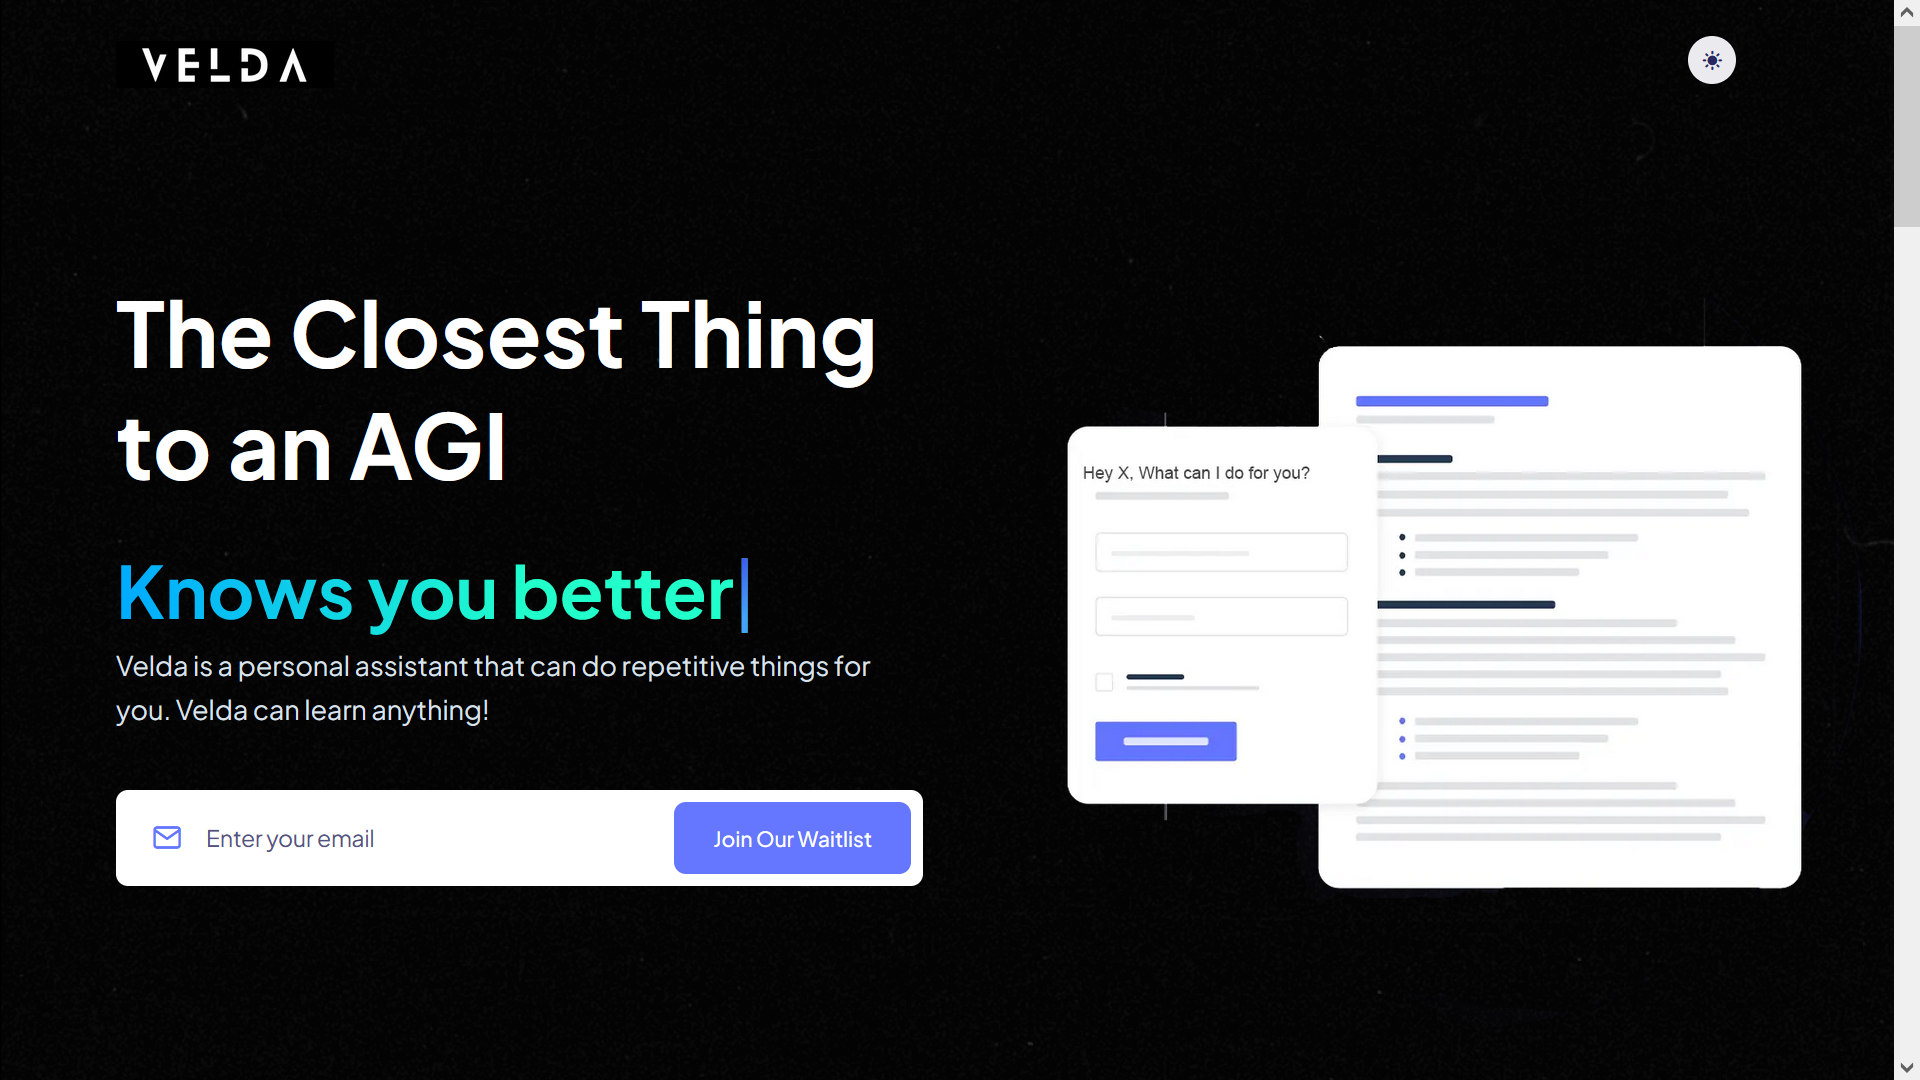 VELDA
The Closest Thing
to an AGI
Knows you better
Velda is a personal assistant that can do repetitive things for
you. Velda can learn anything!
Enter your email
Join Our Waitlist
Hey X, What can I do for you?